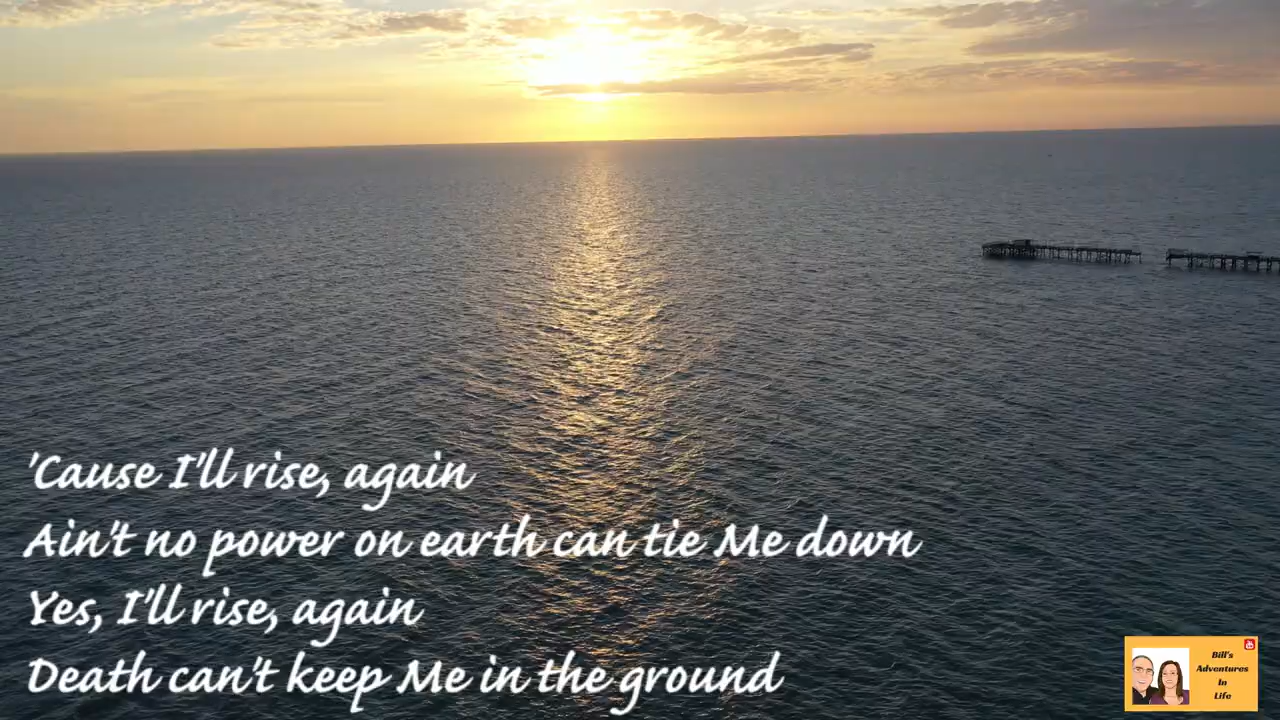 'Cause I'll rise, again
Ain't no power on earth can tie Me down
Yes, I'll rise, again
Death can't keep Me in the ground
Bill's
Adventures
In
Life